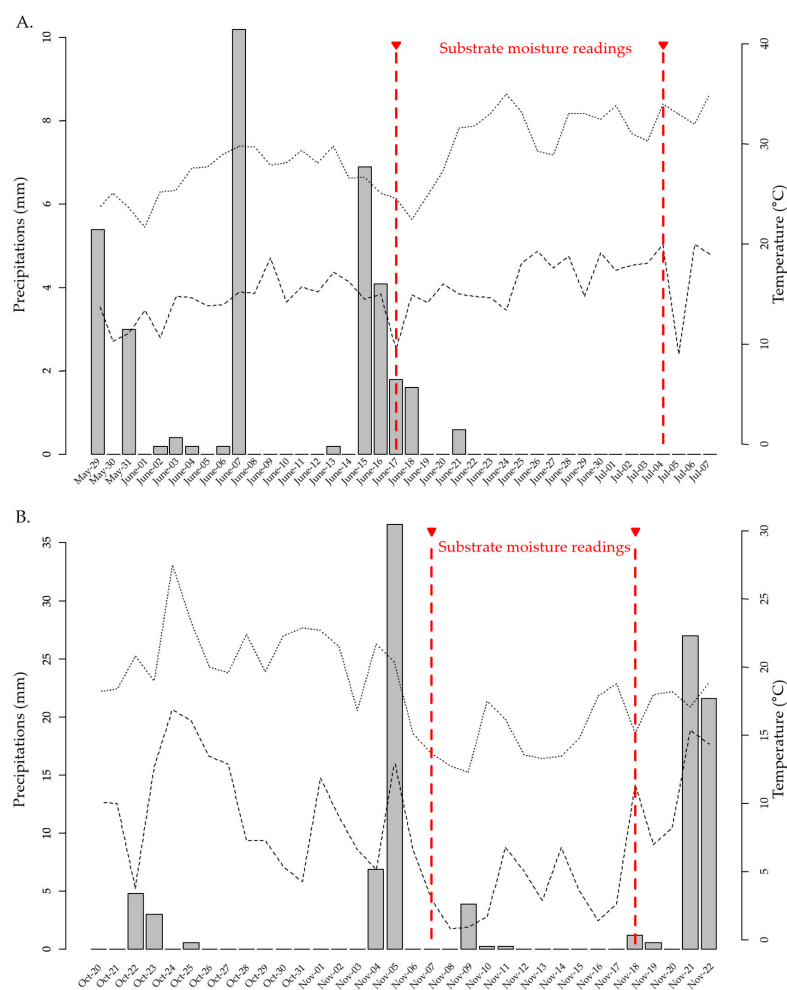 A.
Substrate moisture readings
Precipitations (mm)
0
2
4
6
8
10
Temperature (°C)
0
10
20
30
40
May-29
May-30
May-31
June-01
June-02
June-03
June-04
June-05
June-06
June-07
June-08
June-09
June-10
June-11
June-12
June-13
June-14
June-15
June-16
June-17
June-18
June-19
June-20
June-21
June-22
June-23
June-24
June-25
June-26
June-27
June-28
June-29
June-30
Jul-01
Jul-02
Jul-03
Jul-04
Jul-05
Jul-06
Jul-07
B.
Substrate moisture readings
Precipitations (mm)
0
5
10
15
20
25
30
35
Temperature (°C)
0
5
10
15
20
25
30
Oct-20
Oct-21
Oct-22
Oct-23
Oct-24
Oct-25
Oct-26
Oct-27
Oct-28
Oct-29
Oct-30
Oct-31
Nov-01
Nov-02
Nov-03
Nov-04
Nov-05
Nov-06
Nov-07
Nov-08
Nov-09
Nov-10
Nov-11
Nov-12
Nov-13
Nov-14
Nov-15
Nov-16
Nov-17
Nov-18
Nov-19
Nov-20
Nov-21
Nov-22